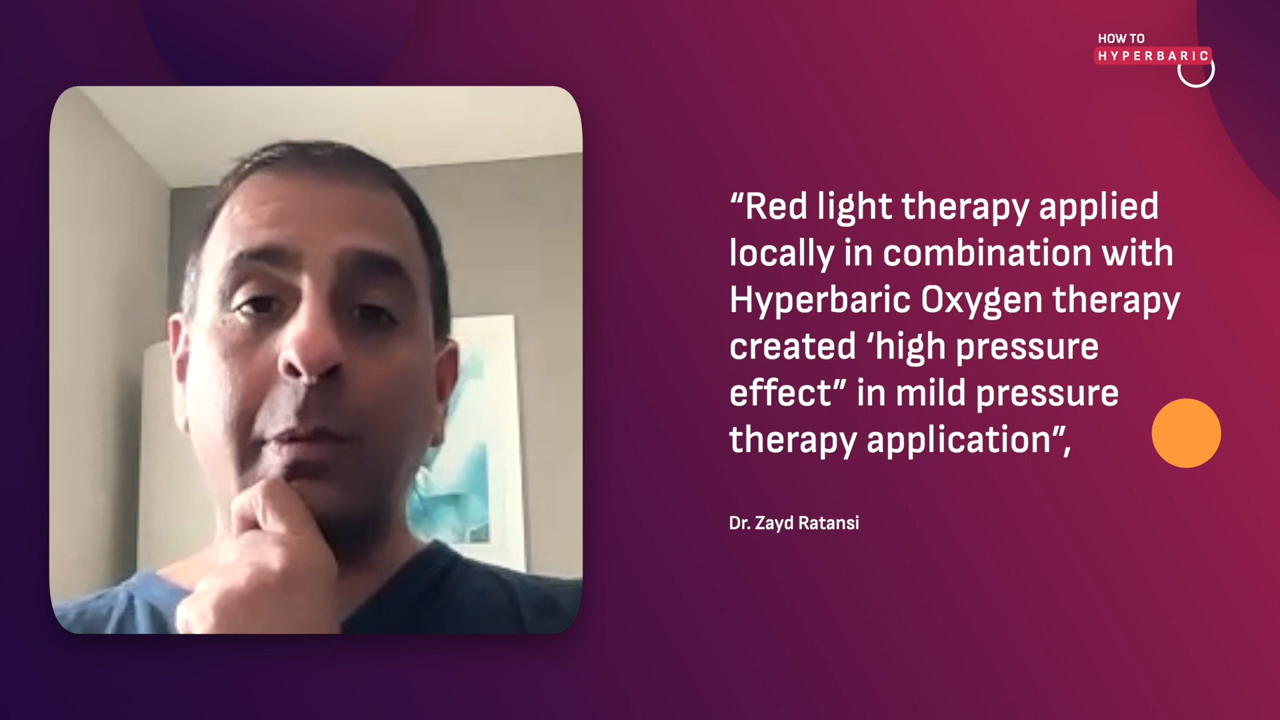 HOW TO
HYPERBARIC
“Red light therapy applied
locally in combination with
Hyperbaric Oxygen therapy
created ‘high pressure
effect” in mild pressure
therapy application”,
Dr. Zayd Ratansi